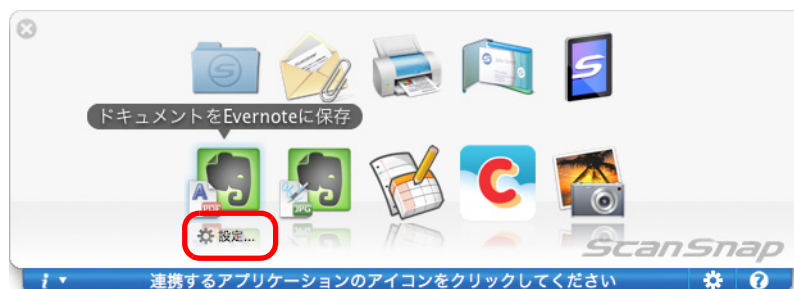 ドキュメントをEvernoteに保存
PDF
JPG
設定...
ScanSnap
連携するアプリケーションのアイコンをクリックしてください